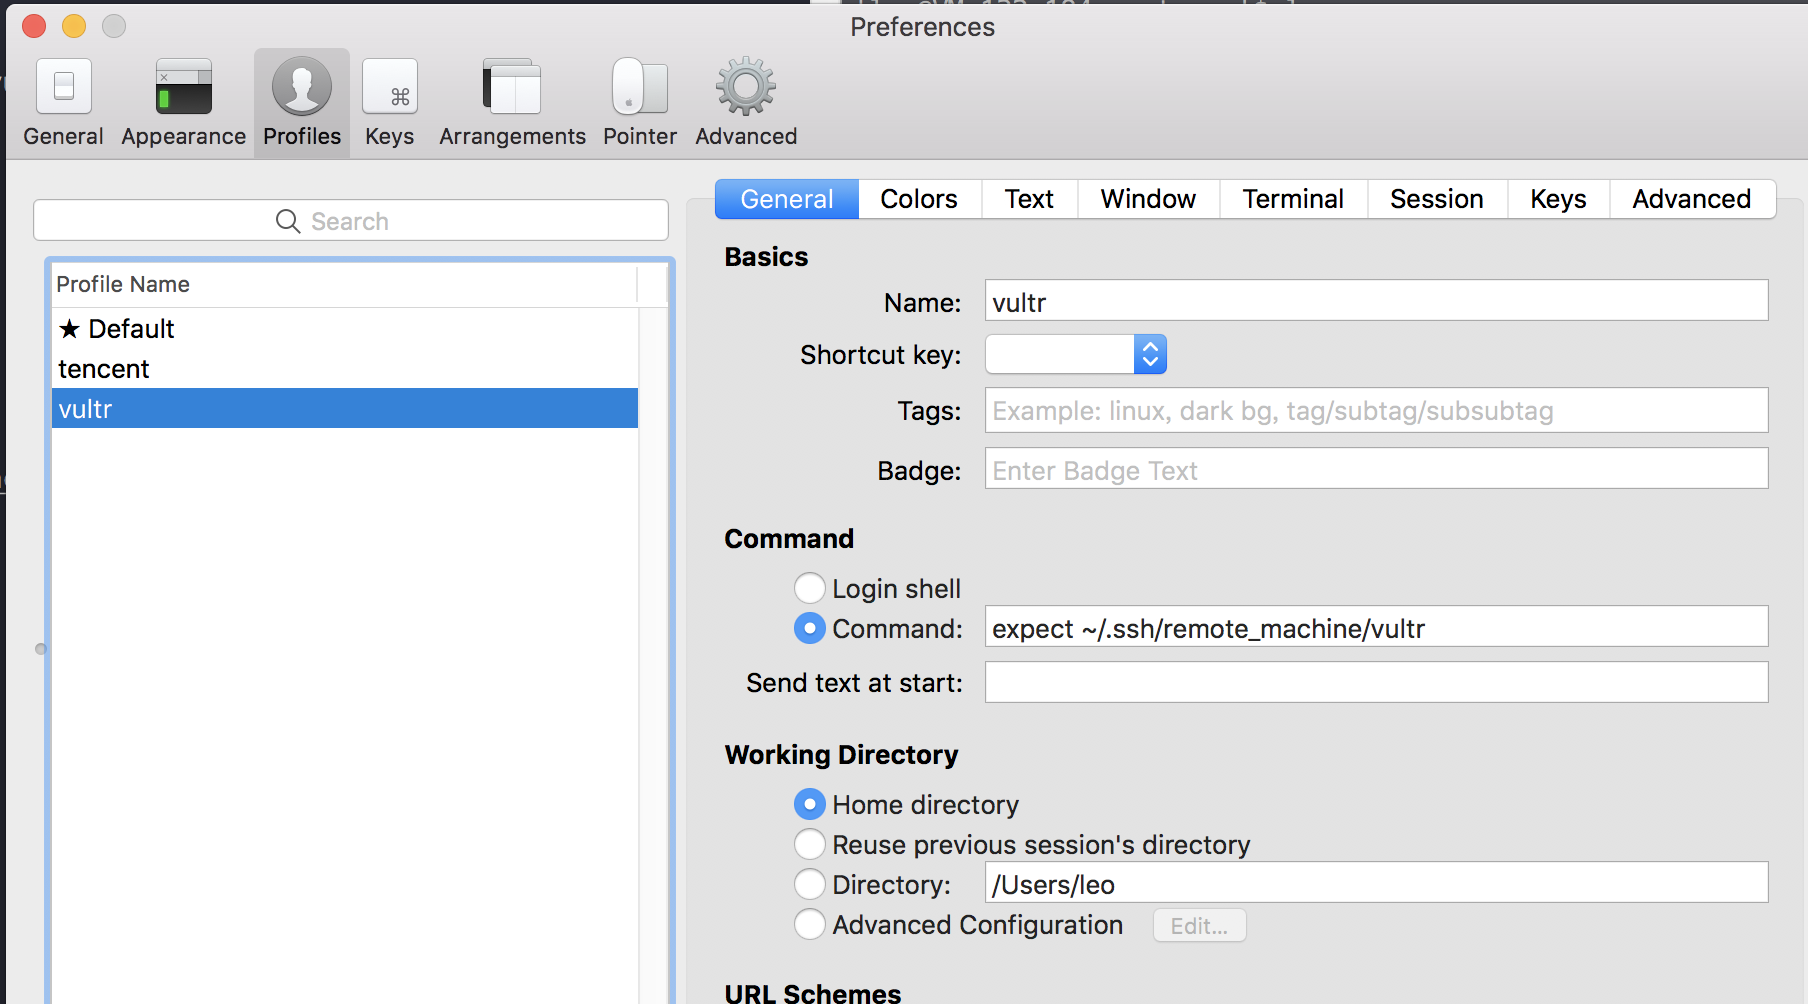 Preferences
General Appearance Profiles Keys Arrangements Pointer Advanced
Search
General Colors Text Window Terminal Session Keys Advanced
Profile Name
★ Default
tencent
vultr
Basics
Name: vultr
Shortcut key:
Tags: Example: linux, dark bg, tag/subtag/subsubtag
Badge: Enter Badge Text
Command
Login shell
Command: expect ~/.ssh/remote_machine/vultr
Send text at start:
Working Directory
Home directory
Reuse previous session's directory
Directory: /Users/leo
Advanced Configuration Edit...
URL Schemes